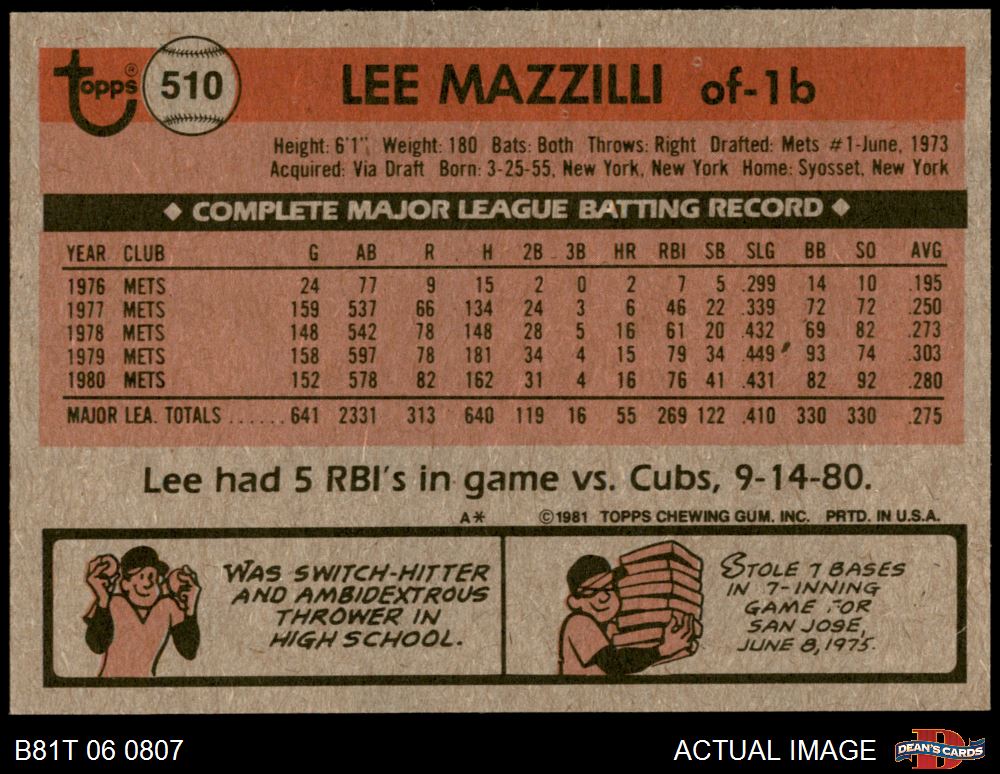 topps® 510 LEE MAZZILLI of-1b
Height: 6'1" Weight: 180 Bats: Both Throws: Right Drafted: Mets #1-June, 1973
Acquired: Via Draft Born: 3-25-55, New York, New York Home: Syosset, New York
◆ COMPLETE MAJOR LEAGUE BATTING RECORD ◆
YEAR CLUB G AB R H 2B 3B HR RBI SB SLG BB SO AVG
1976 METS 24 77 9 15 2 0 2 7 5 .299 14 10 .195
1977 METS 159 537 66 134 24 3 6 46 22 .339 72 72 .250
1978 METS 148 542 78 148 28 5 16 61 20 .432 69 82 .273
1979 METS 158 597 78 181 34 4 15 79 34 .449 93 74 .303
1980 METS 152 578 82 162 31 4 16 76 41 .431 82 92 .280
MAJOR LEA. TOTALS ...... 641 2331 313 640 119 16 55 269 122 .410 330 330 .275
Lee had 5 RBI's in game vs. Cubs, 9-14-80.
A* ©1981 TOPPS CHEWING GUM. INC. PRTD. IN U.S.A.
WAS SWITCH-HITTER
AND AMBIDEXTROUS
THROWER IN
HIGH SCHOOL.
STOLE 7 BASES
IN 7-INNING
GAME FOR
SAN JOSE,
JUNE 8, 1975.
B81T 06 0807 ACTUAL IMAGE DEAN'S CARDS